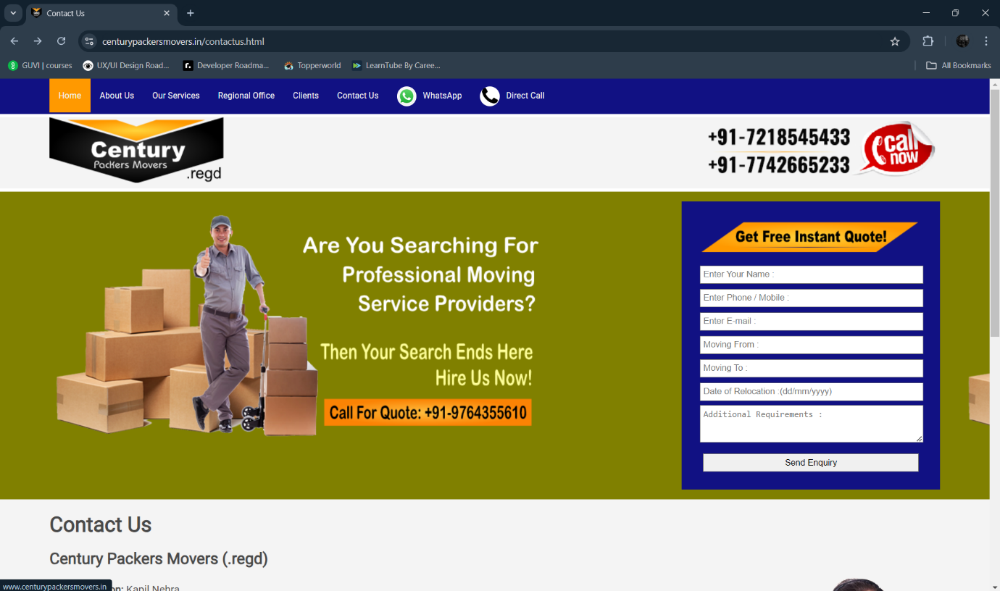 Contact Us
centurypackersmovers.in/contactus.html
GUVI | courses
UX/UI Design Road...
Developer Roadma...
Topperworld
LearnTube By Caree...
All Bookmarks
Home
About Us
Our Services
Regional Office
Clients
Contact Us
WhatsApp
Direct Call
Century
Packers Movers
.regd
+91-7218545433
+91-7742665233
call
now
Are You Searching For
Professional Moving
Service Providers?
Then Your Search Ends Here
Hire Us Now!
Call For Quote: +91-9764355610
Get Free Instant Quote!
Enter Your Name :
Enter Phone / Mobile :
Enter E-mail :
Moving From :
Moving To :
Date of Relocation :(dd/mm/yyyy)
Additional Requirements :
Send Enquiry
Contact Us
Century Packers Movers (.regd)
Kapil Nehra
www.centurypackersmovers.in